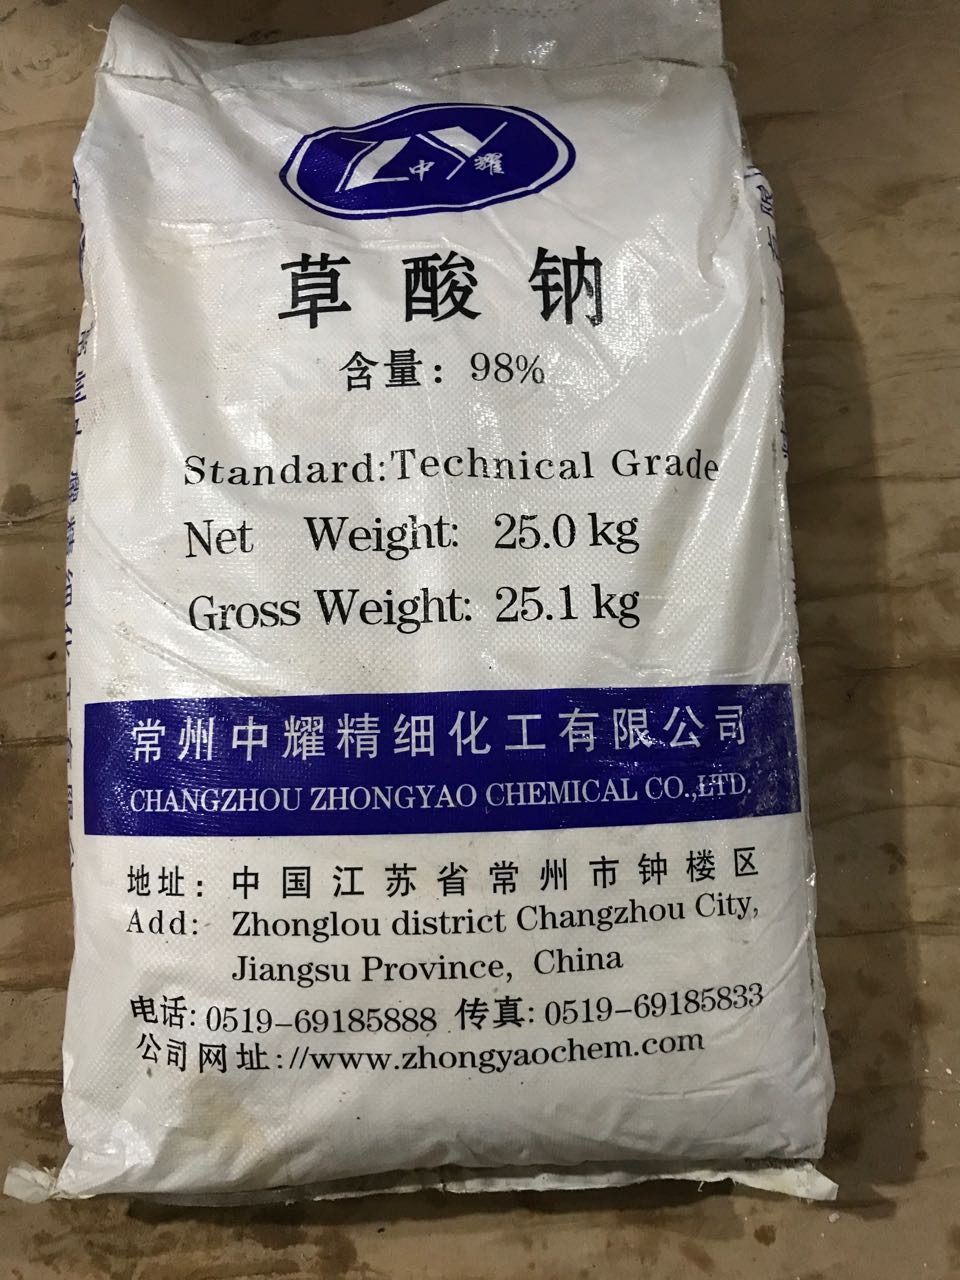 ZY中耀
草酸钠
含量：98%
Standard:Technical Grade
Net Weight: 25.0 kg
Gross Weight: 25.1 kg
常州中耀精细化工有限公司
CHANGZHOU ZHONGYAO CHEMICAL CO.,LTD.
地址：中国江苏省常州市钟楼区
Add: Zhonglou district Changzhou City,
Jiangsu Province, China
电话: 0519-69185888 传真: 0519-69185833
公司网址://www.zhongyaochem.com